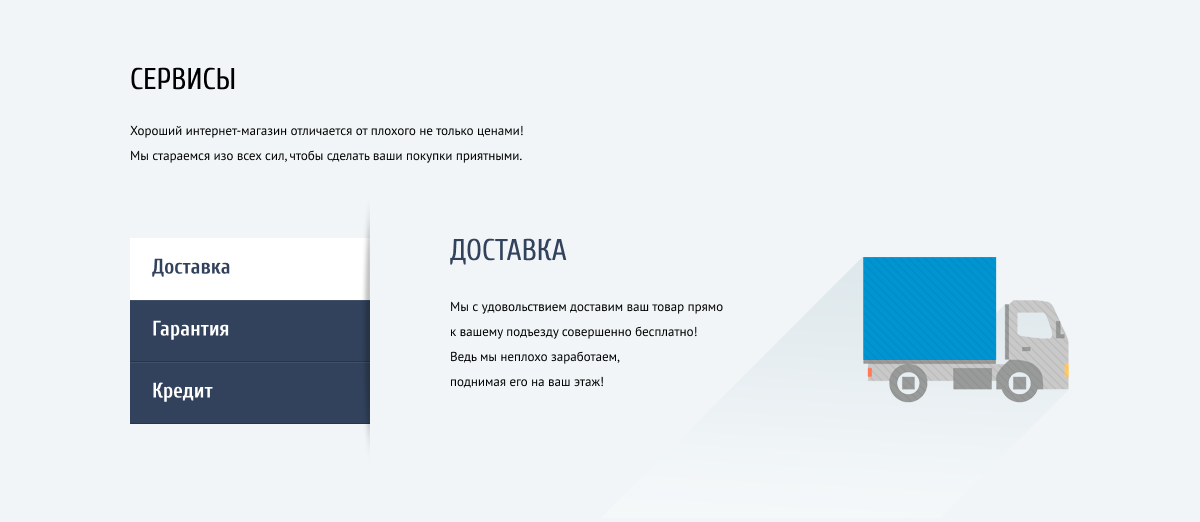 СЕРВИСЫ
Хороший интернет-магазин отличается от плохого не только ценами!
Мы стараемся изо всех сил, чтобы сделать ваши покупки приятными.
Доставка
Гарантия
Кредит
ДОСТАВКА
Мы с удовольствием доставим ваш товар прямо
к вашему подъезду совершенно бесплатно!
Ведь мы неплохо заработаем,
поднимая его на ваш этаж!